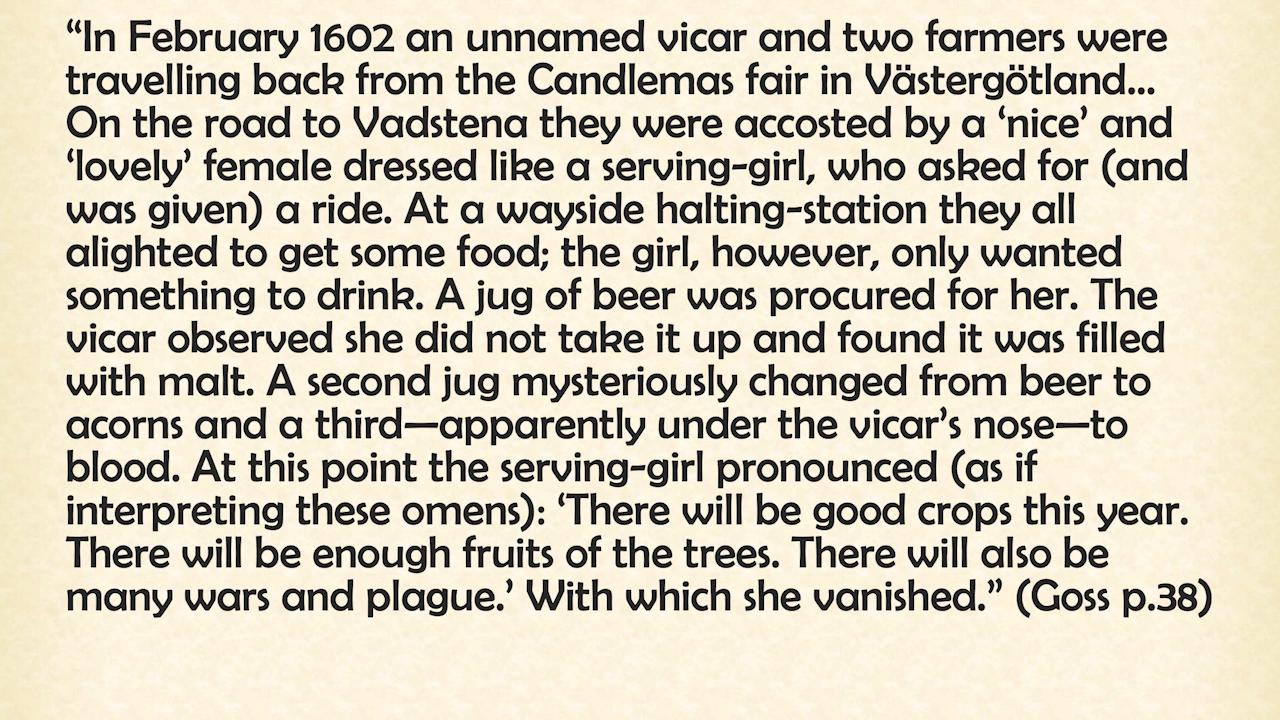 “In February 1602 an unnamed vicar and two farmers were
travelling back from the Candlemas fair in Västergötland...
On the road to Vadstena they were accosted by a ‘nice’ and
‘lovely’ female dressed like a serving-girl, who asked for (and
was given) a ride. At a wayside halting-station they all
alighted to get some food; the girl, however, only wanted
something to drink. A jug of beer was procured for her. The
vicar observed she did not take it up and found it was filled
with malt. A second jug mysteriously changed from beer to
acorns and a third—apparently under the vicar’s nose—to
blood. At this point the serving-girl pronounced (as if
interpreting these omens): ‘There will be good crops this year.
There will be enough fruits of the trees. There will also be
many wars and plague.’ With which she vanished.” (Goss p.38)